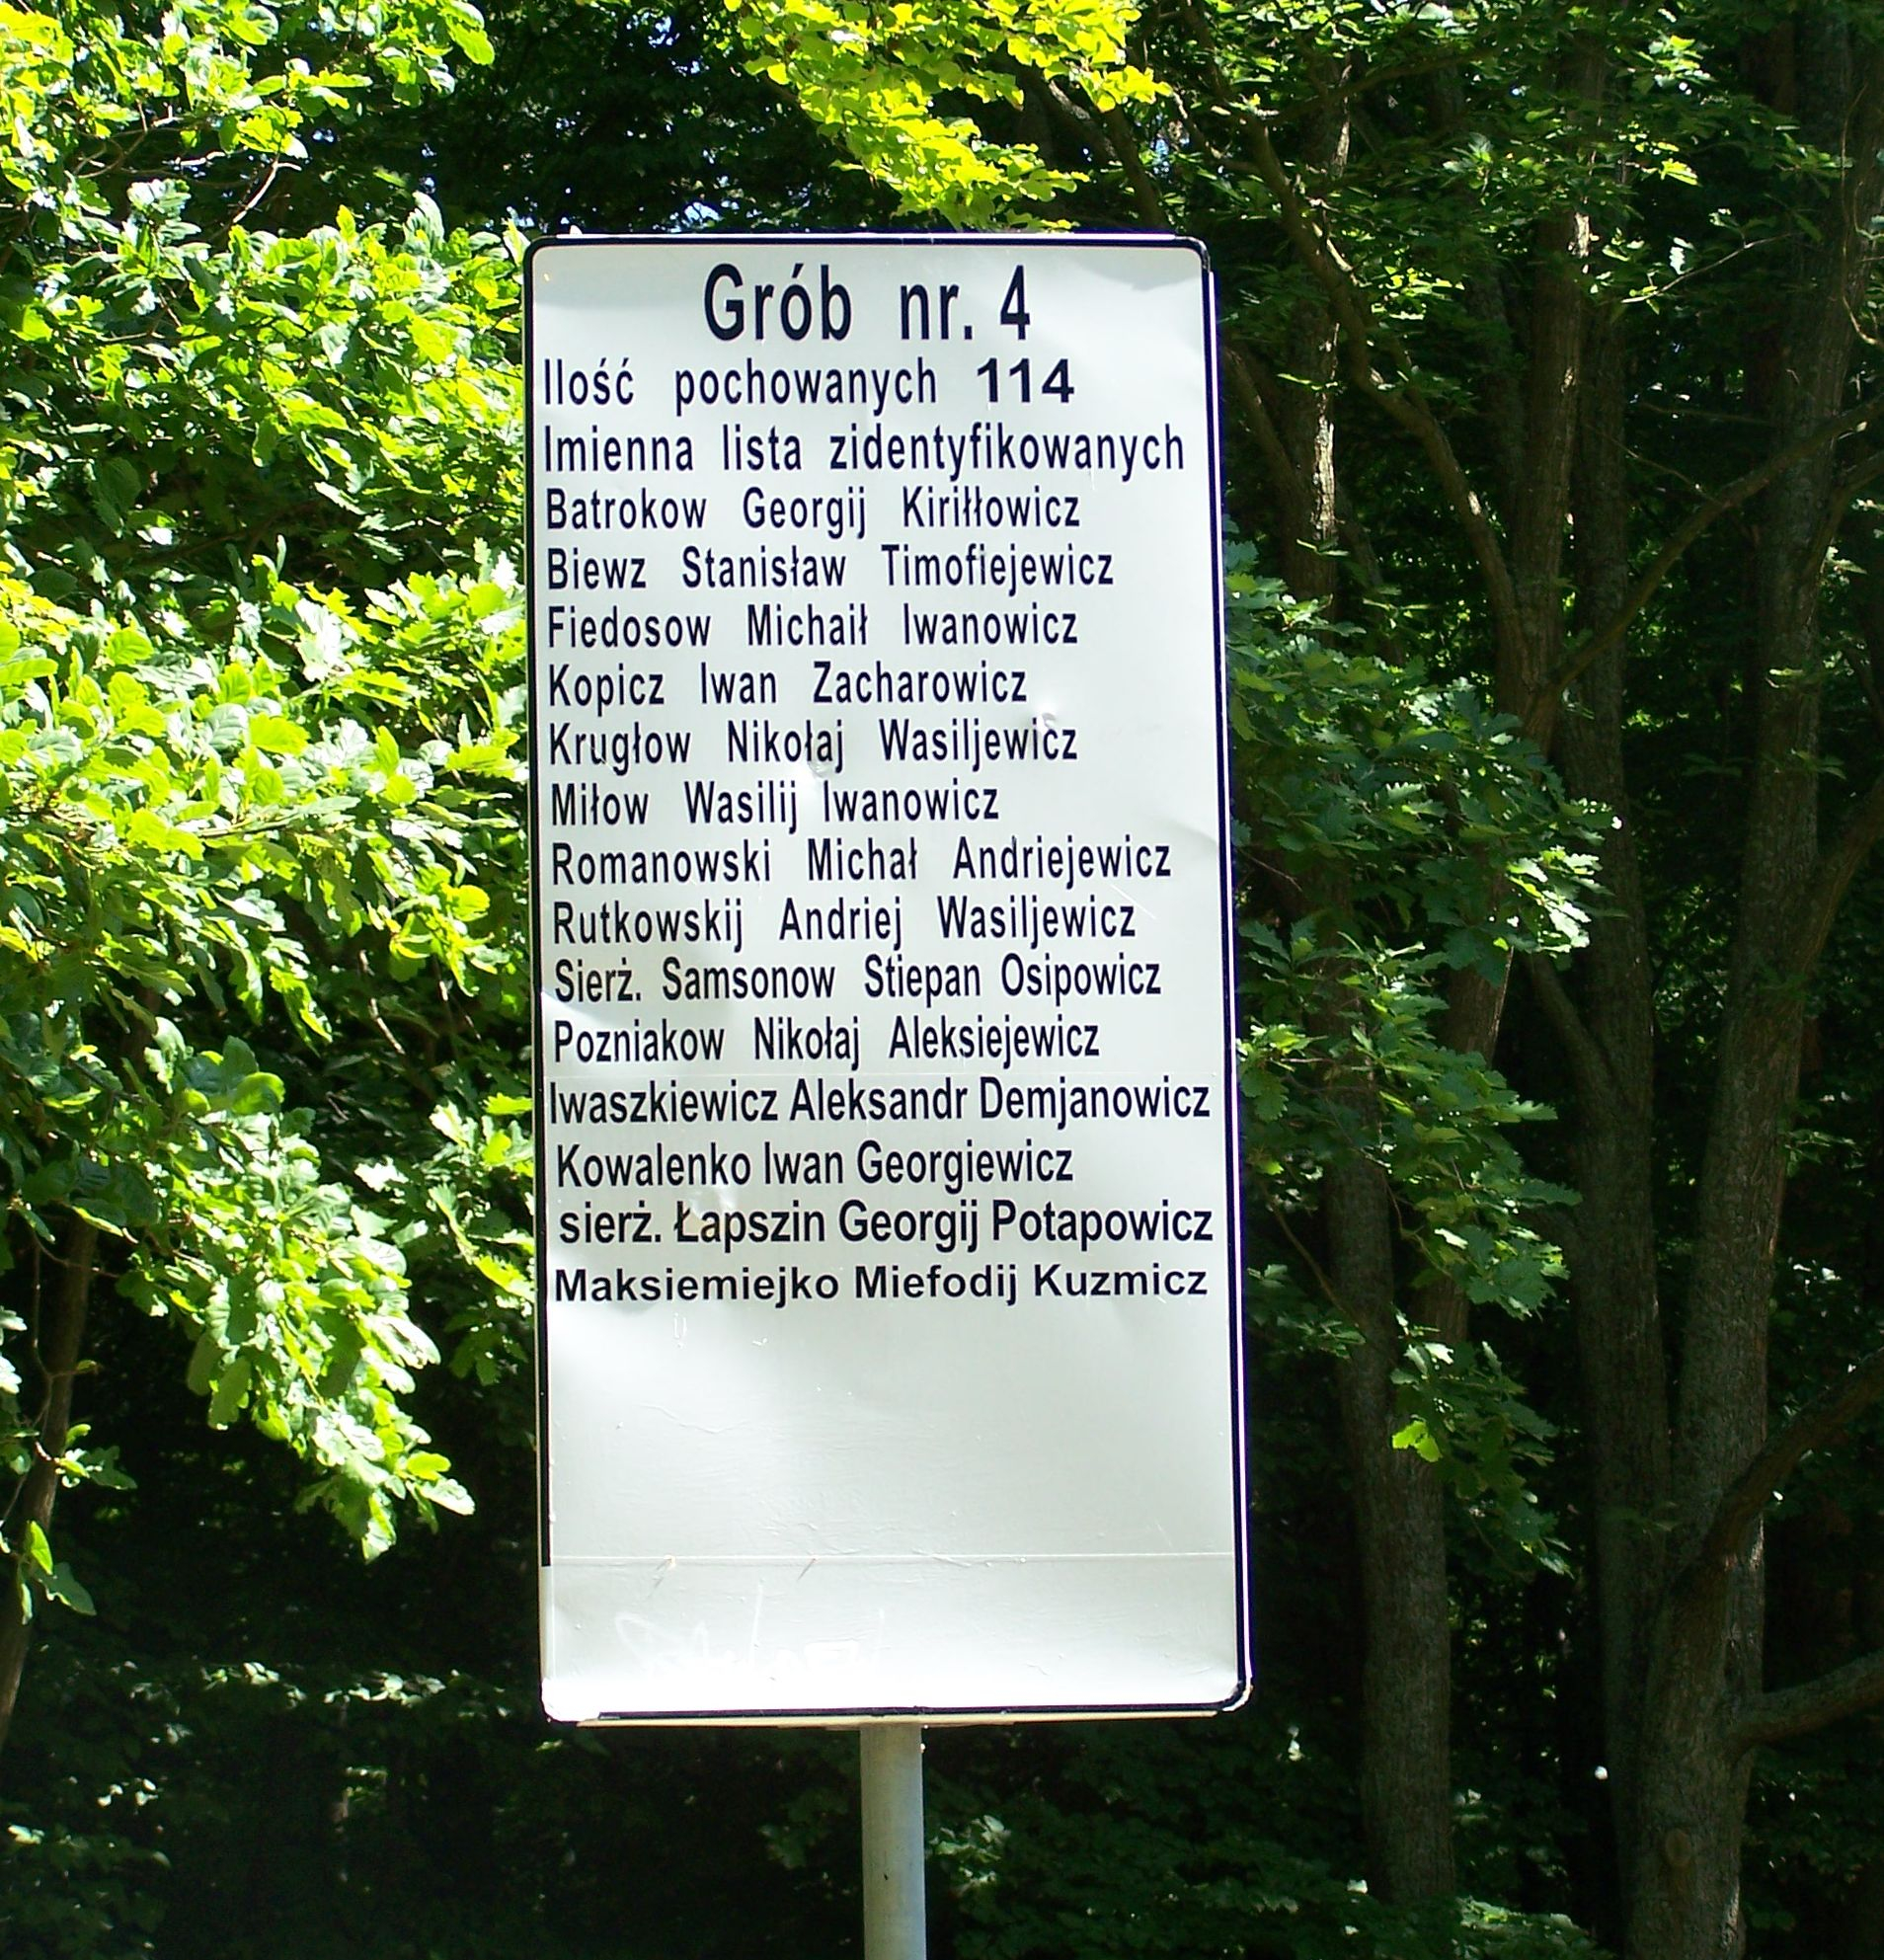 Grób nr. 4
Ilość pochowanych 114
Imienna lista zidentyfikowanych
Batrokow Georgij Kiriłłowicz
Biewz Stanisław Timofiejewicz
Fiedosow Michaił Iwanowicz
Kopicz Iwan Zacharowicz
Krugłow Nikołaj Wasiljewicz
Miłow Wasilij Iwanowicz
Romanowski Michał Andriejewicz
Rutkowskij Andriej Wasiljewicz
Sierż. Samsonow Stiepan Osipowicz
Pozniakow Nikołaj Aleksiejewicz
Iwaszkiewicz Aleksandr Demjanowicz
Kowalenko Iwan Georgiewicz
sierż. Łapszin Georgij Potapowicz
Maksiemiejko Miefodij Kuzmicz